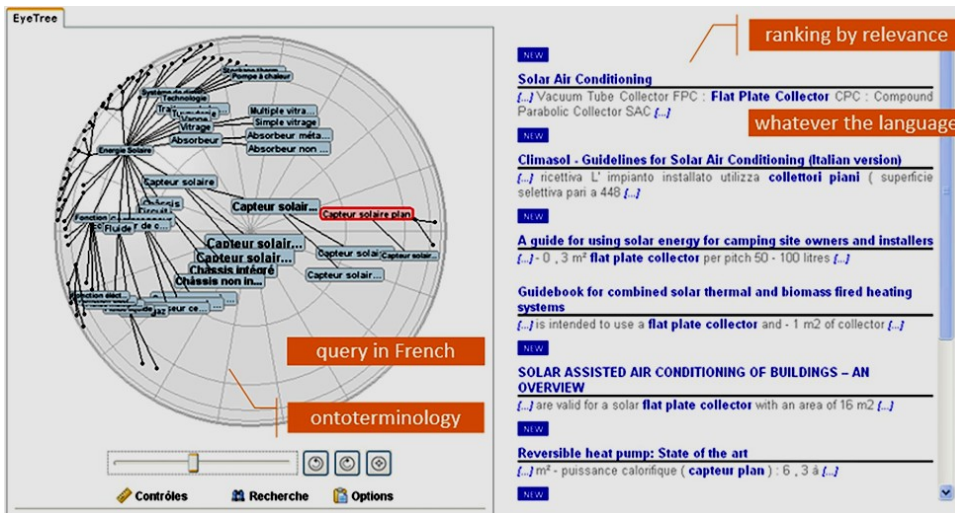 EyeTree
Pompe à chaleur
Technologie
Multiple vitra...
Simple vitrage
Vitrage
Absorbeur méta...
Absorbeur
Absorbeur non ...
Energie Solaire
Capteur solaire
Châssis
Capteur solair...
Capteur solaire plan
Fonction
Fluide
Capteur solair...
Capteur solai...
Capteur solair...
Capteur solair...
Châssis intégré
Capteur solair...
Châssis non in...
query in French
ontoterminology
Contrôles
Recherche
Options
ranking by relevance
NEW
Solar Air Conditioning
[...] Vacuum Tube Collector FPC : Flat Plate Collector CPC : Compound
Parabolic Collector SAC [...]
whatever the language
NEW
Climasol - Guidelines for Solar Air Conditioning (Italian version)
[...] ricettiva L' impianto installato utilizza collettori piani ( superficie
selettiva pari a 448 [...]
NEW
A guide for using solar energy for camping site owners and installers
[...] - 0 , 3 m² flat plate collector per pitch 50 - 100 litres [...]
Guidebook for combined solar thermal and biomass fired heating
systems
[...] is intended to use a flat plate collector and - 1 m2 of collector [...]
NEW
SOLAR ASSISTED AIR CONDITIONING OF BUILDINGS – AN
OVERVIEW
[...] are valid for a solar flat plate collector with an area of 16 m2 [...]
NEW
Reversible heat pump: State of the art
[...] m² - puissance calorifique ( capteur plan ) : 6 , 3 á [...]
NEW